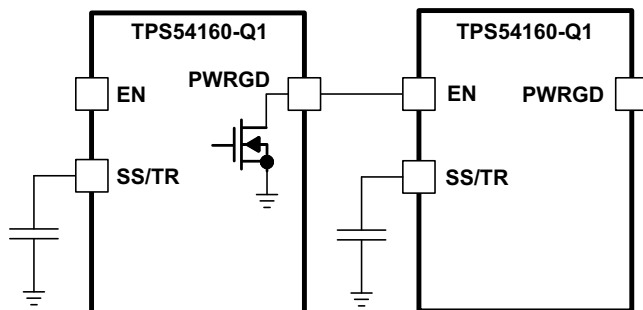 TPS54160-Q1
EN
PWRGD
SS/TR
TPS54160-Q1
EN
PWRGD
SS/TR